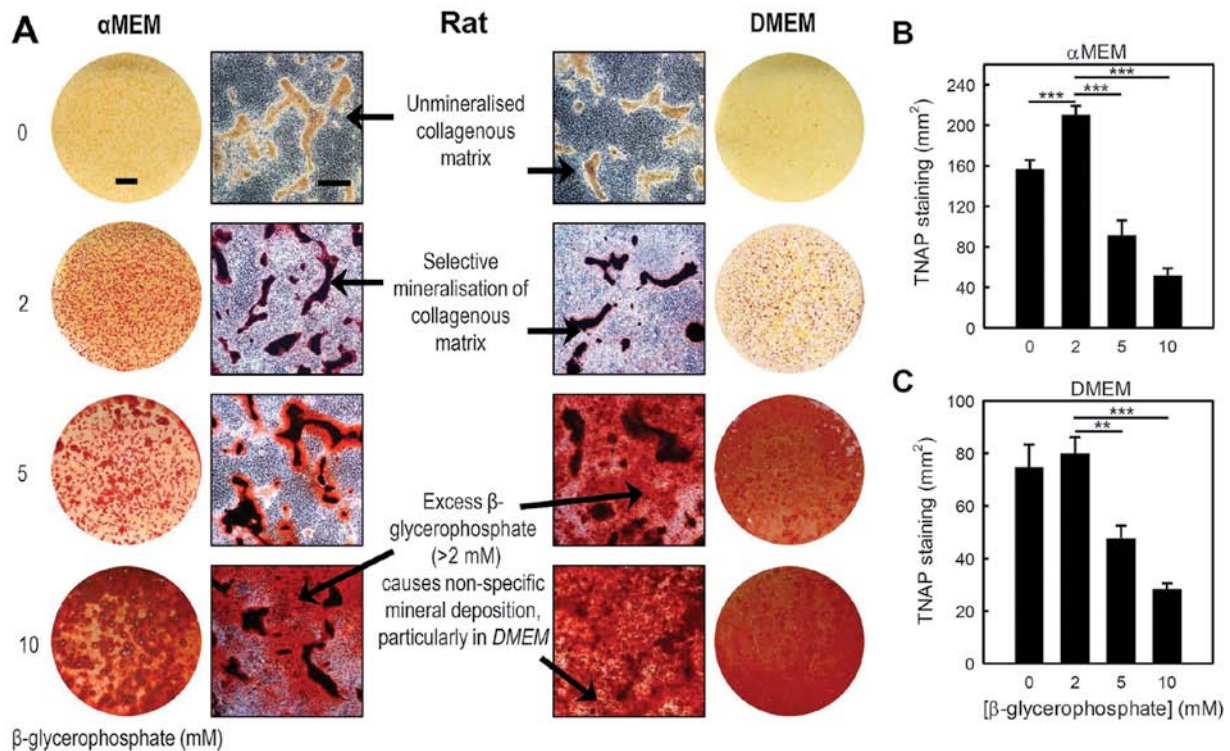 A
αMEM
Rat
DMEM
0
Unmineralised
collagenous
matrix
2
Selective
mineralisation of
collagenous
matrix
5
Excess β-
glycerophosphate
(>2 mM)
causes non-specific
mineral deposition,
particularly in DMEM
10
β-glycerophosphate (mM)
B
αMEM
TNAP staining (mm²)
240
200
160
120
80
40
0
***
***
***
0 2 5 10
C
DMEM
TNAP staining (mm²)
100
80
60
40
20
0
***
**
0 2 5 10
[β-glycerophosphate] (mM)